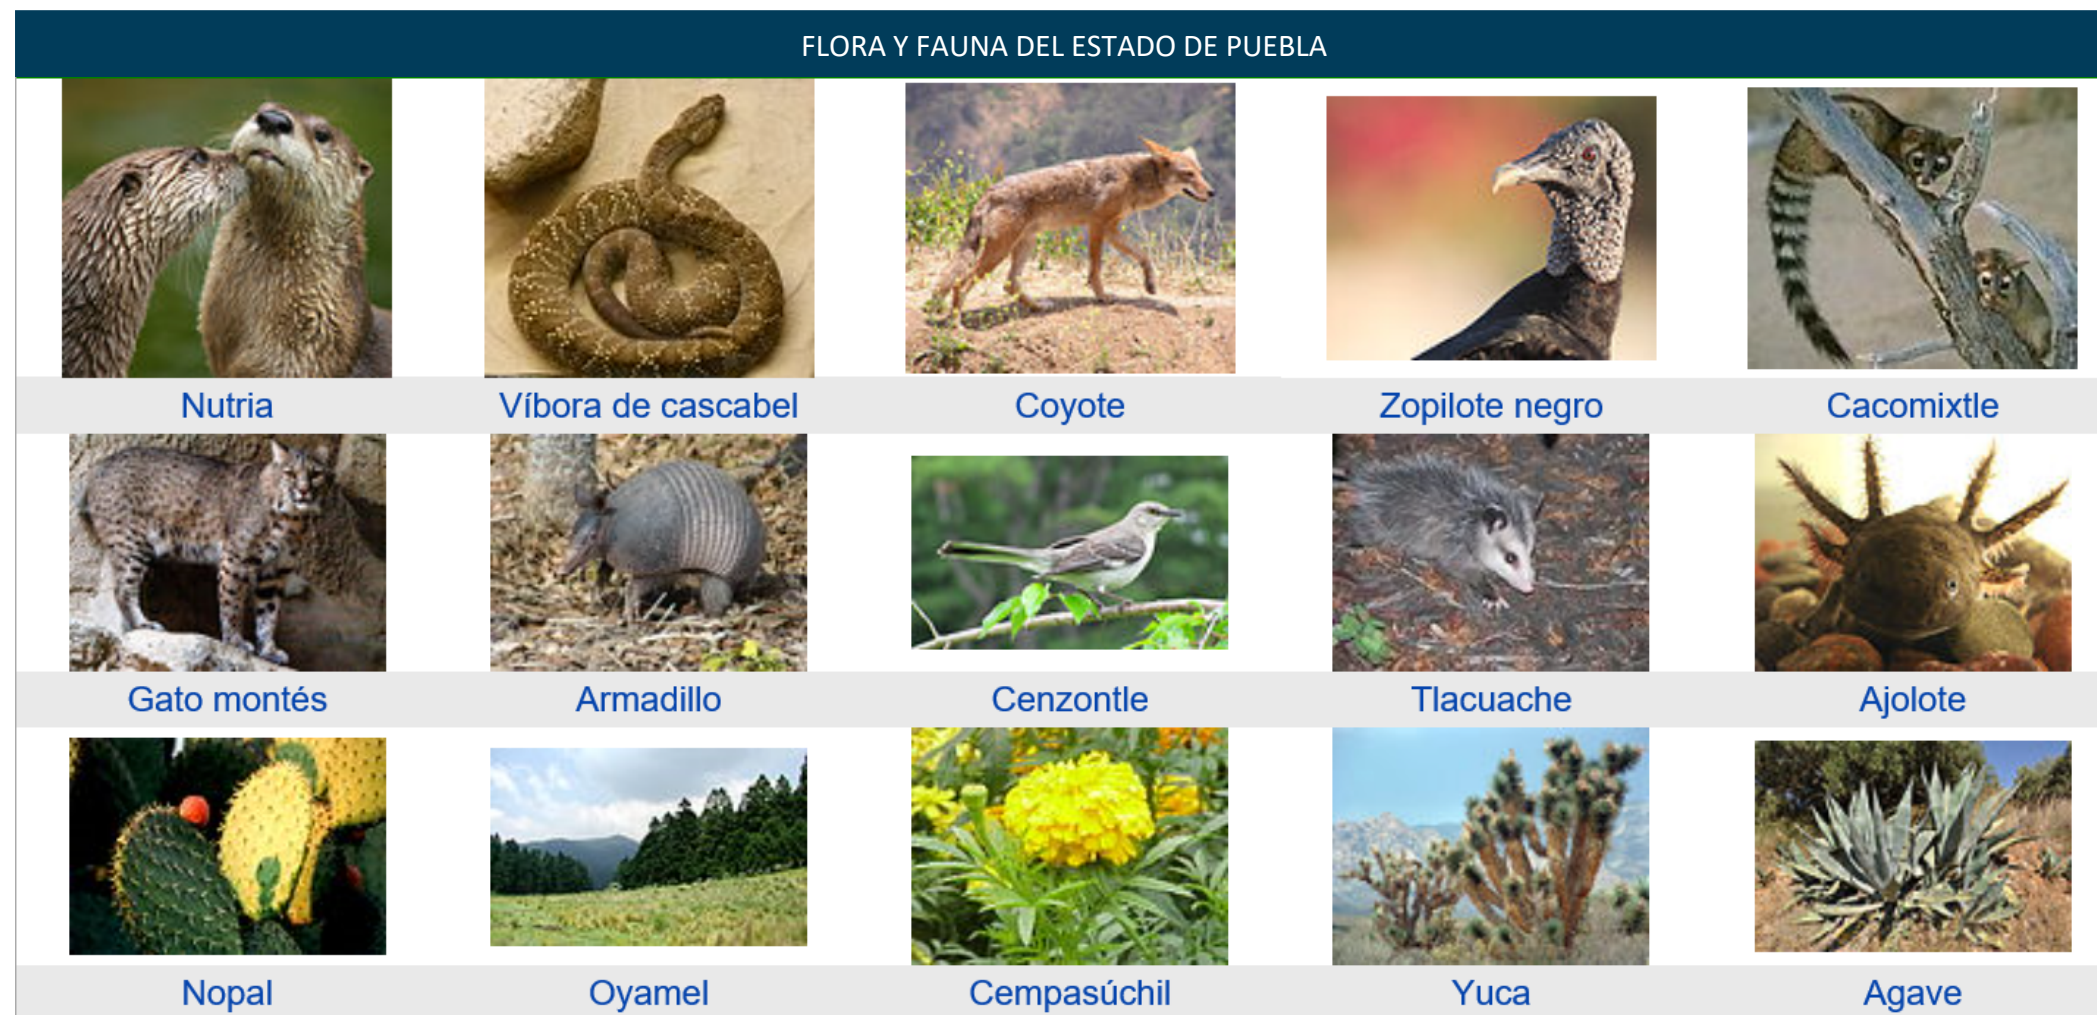 FLORA Y FAUNA DEL ESTADO DE PUEBLA
Nutria Víbora de cascabel Coyote Zopilote negro Cacomixtle
Gato montés Armadillo Cenzontle Tlacuache Ajolote
Nopal Oyamel Cempasúchil Yuca Agave